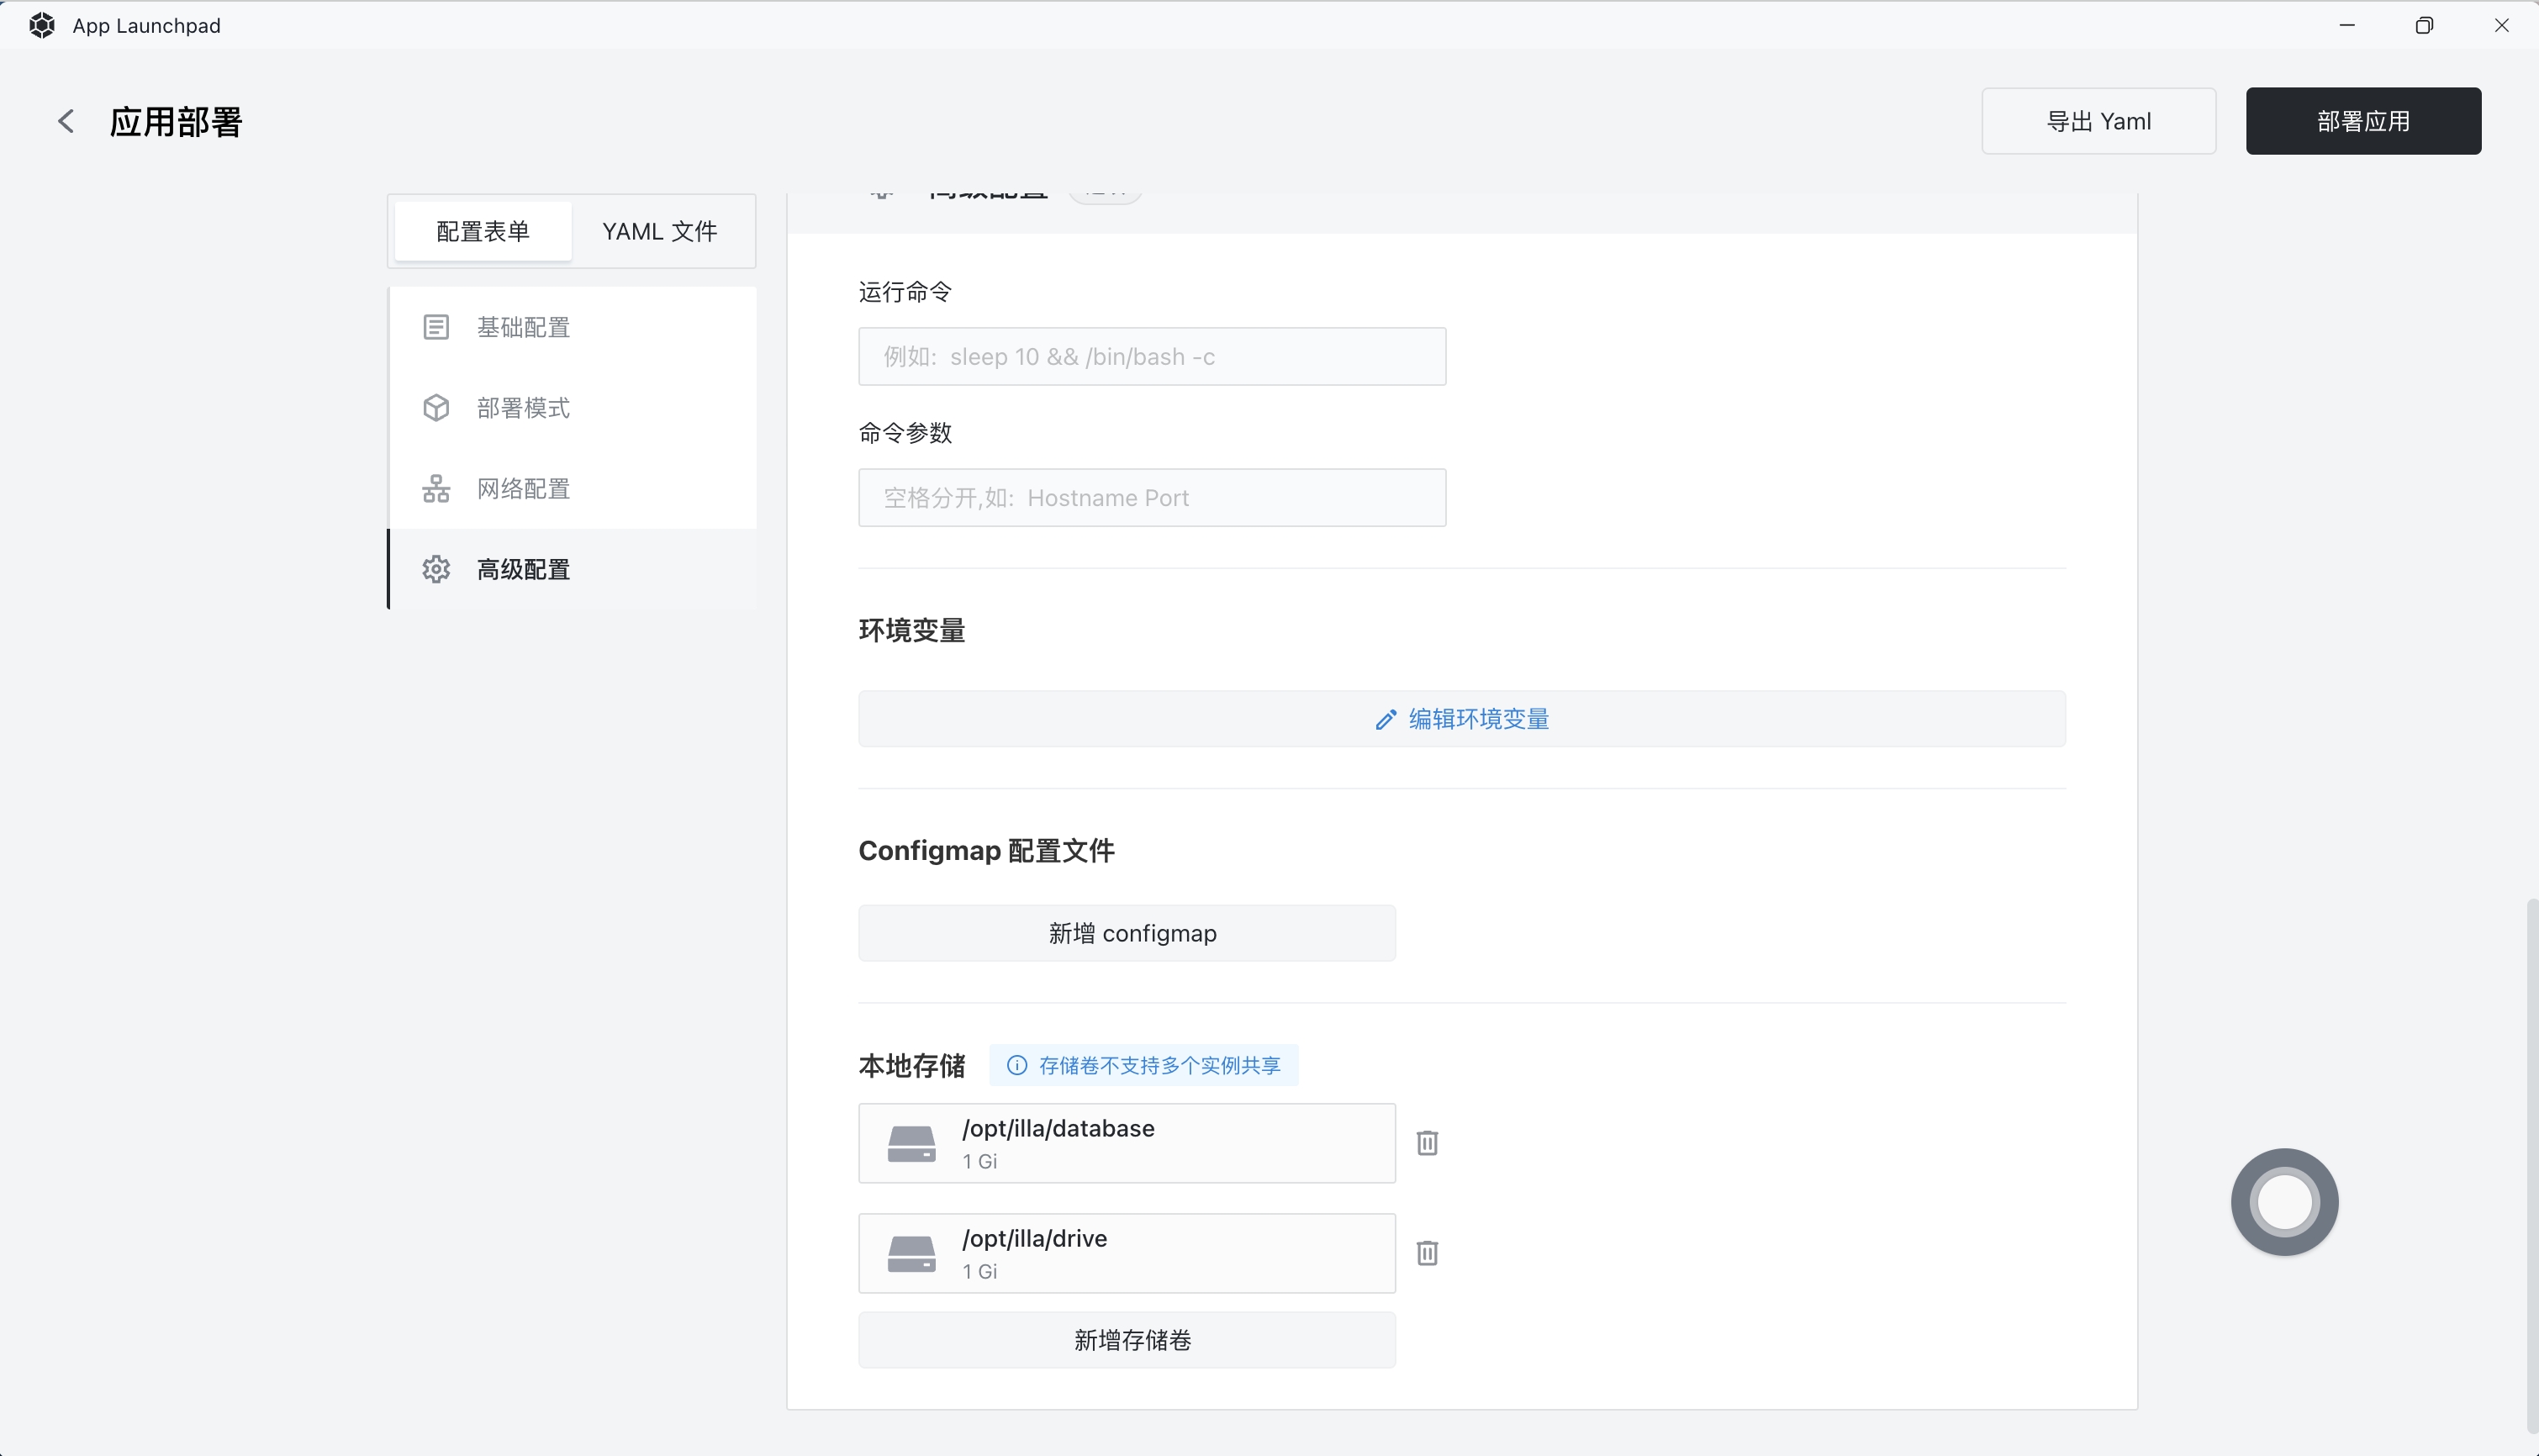 App Launchpad
应用部署
导出 Yaml
部署应用
配置表单
YAML 文件
基础配置
部署模式
网络配置
高级配置
高级配置
运行命令
例如: sleep 10 && /bin/bash -c
命令参数
空格分开,如: Hostname Port
环境变量
编辑环境变量
Configmap 配置文件
新增 configmap
本地存储
存储卷不支持多个实例共享
/opt/illa/database
1 Gi
/opt/illa/drive
1 Gi
新增存储卷